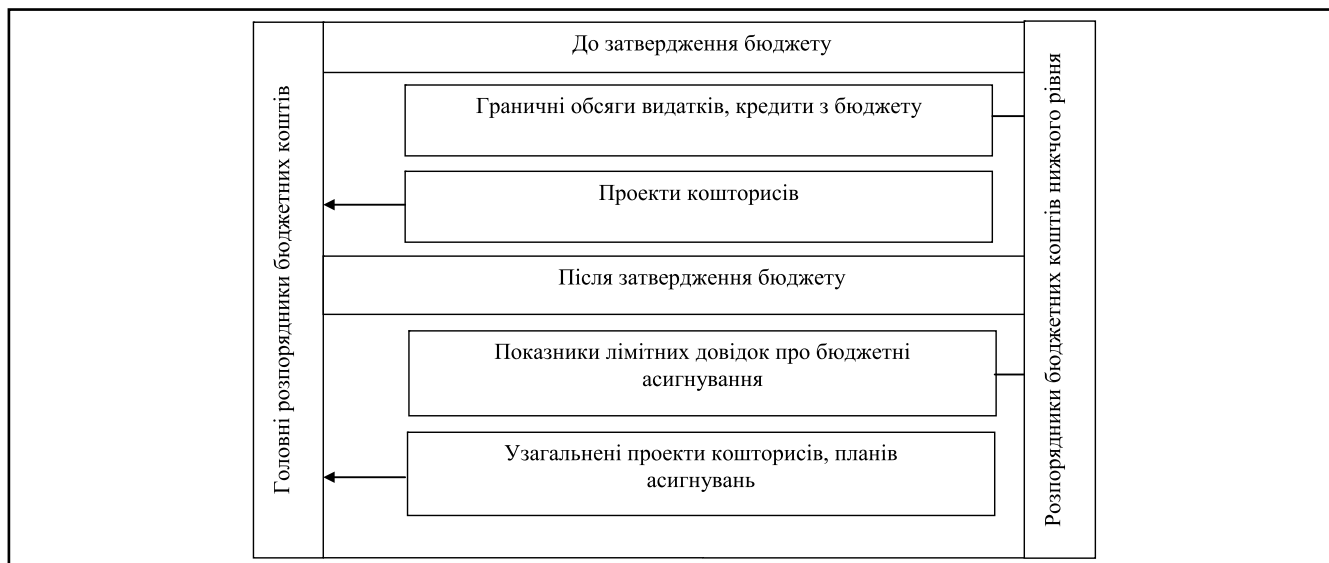 Головні розпорядники бюджетних коштів
До затвердження бюджету
Граничні обсяги видатків, кредити з бюджету
Проекти кошторисів
Після затвердження бюджету
Показники лімітних довідок про бюджетні
асигнування
Узагальнені проекти кошторисів, планів
асигнувань
Розпорядники бюджетних коштів нижчого рівня